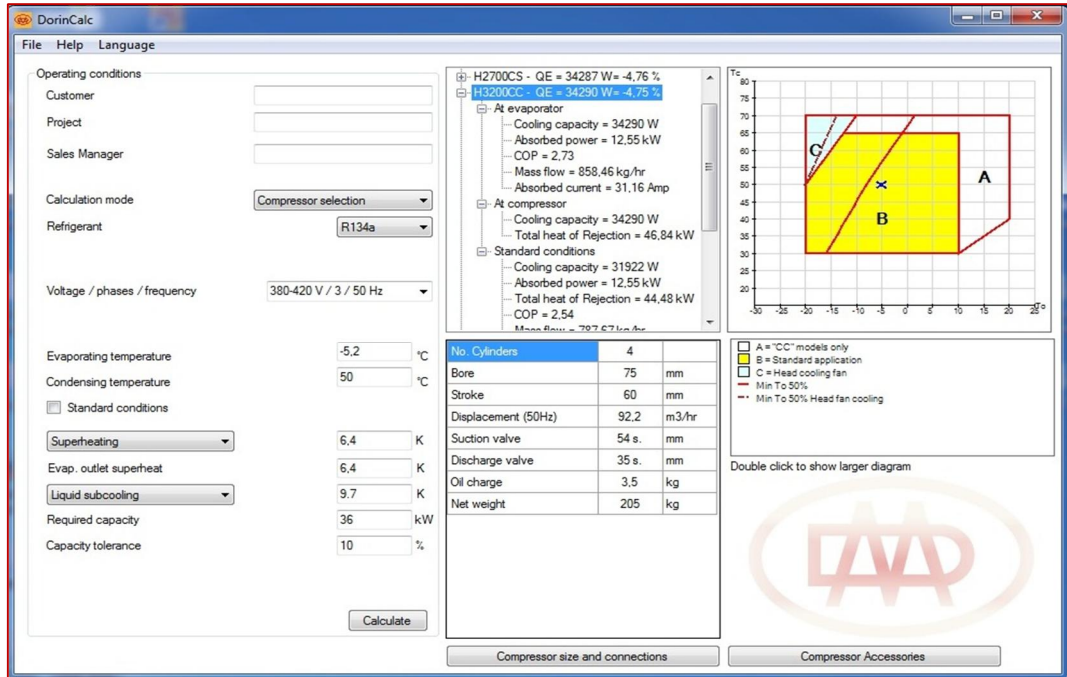 DorinCalc
File Help Language
Operating conditions
Customer
Project
Sales Manager
Calculation mode Compressor selection
Refrigerant R134a
Voltage / phases / frequency 380-420 V / 3 / 50 Hz
Evaporating temperature -5,2 °C
Condensing temperature 50 °C
Standard conditions
Superheating 6,4 K
Evap. outlet superheat 6,4 K
Liquid subcooling 9.7 K
Required capacity 36 kW
Capacity tolerance 10 %
Calculate
H2700CS - QE = 34287 W= -4,76 %
H3200CC - QE = 34290 W= -4,75 %
At evaporator
Cooling capacity = 34290 W
Absorbed power = 12,55 kW
COP = 2,73
Mass flow = 858,46 kg/hr
Absorbed current = 31,16 Amp
At compressor
Cooling capacity = 34290 W
Total heat of Rejection = 46,84 kW
Standard conditions
Cooling capacity = 31922 W
Absorbed power = 12,55 kW
Total heat of Rejection = 44,48 kW
COP = 2,54
Mass flow = 787,67 kg/hr
No. Cylinders 4
Bore 75 mm
Stroke 60 mm
Displacement (50Hz) 92,2 m3/hr
Suction valve 54 s. mm
Discharge valve 35 s. mm
Oil charge 3,5 kg
Net weight 205 kg
Compressor size and connections
Tc
80
75
70
65
60
55
50
45
40
35
30
25
20
C
A
B
-30 -25 -20 -15 -10 -5 0 5 10 15 20 25 To
A = "CC" models only
B = Standard application
C = Head cooling fan
Min To 50%
Min To 50% Head fan cooling
Double click to show larger diagram
Compressor Accessories